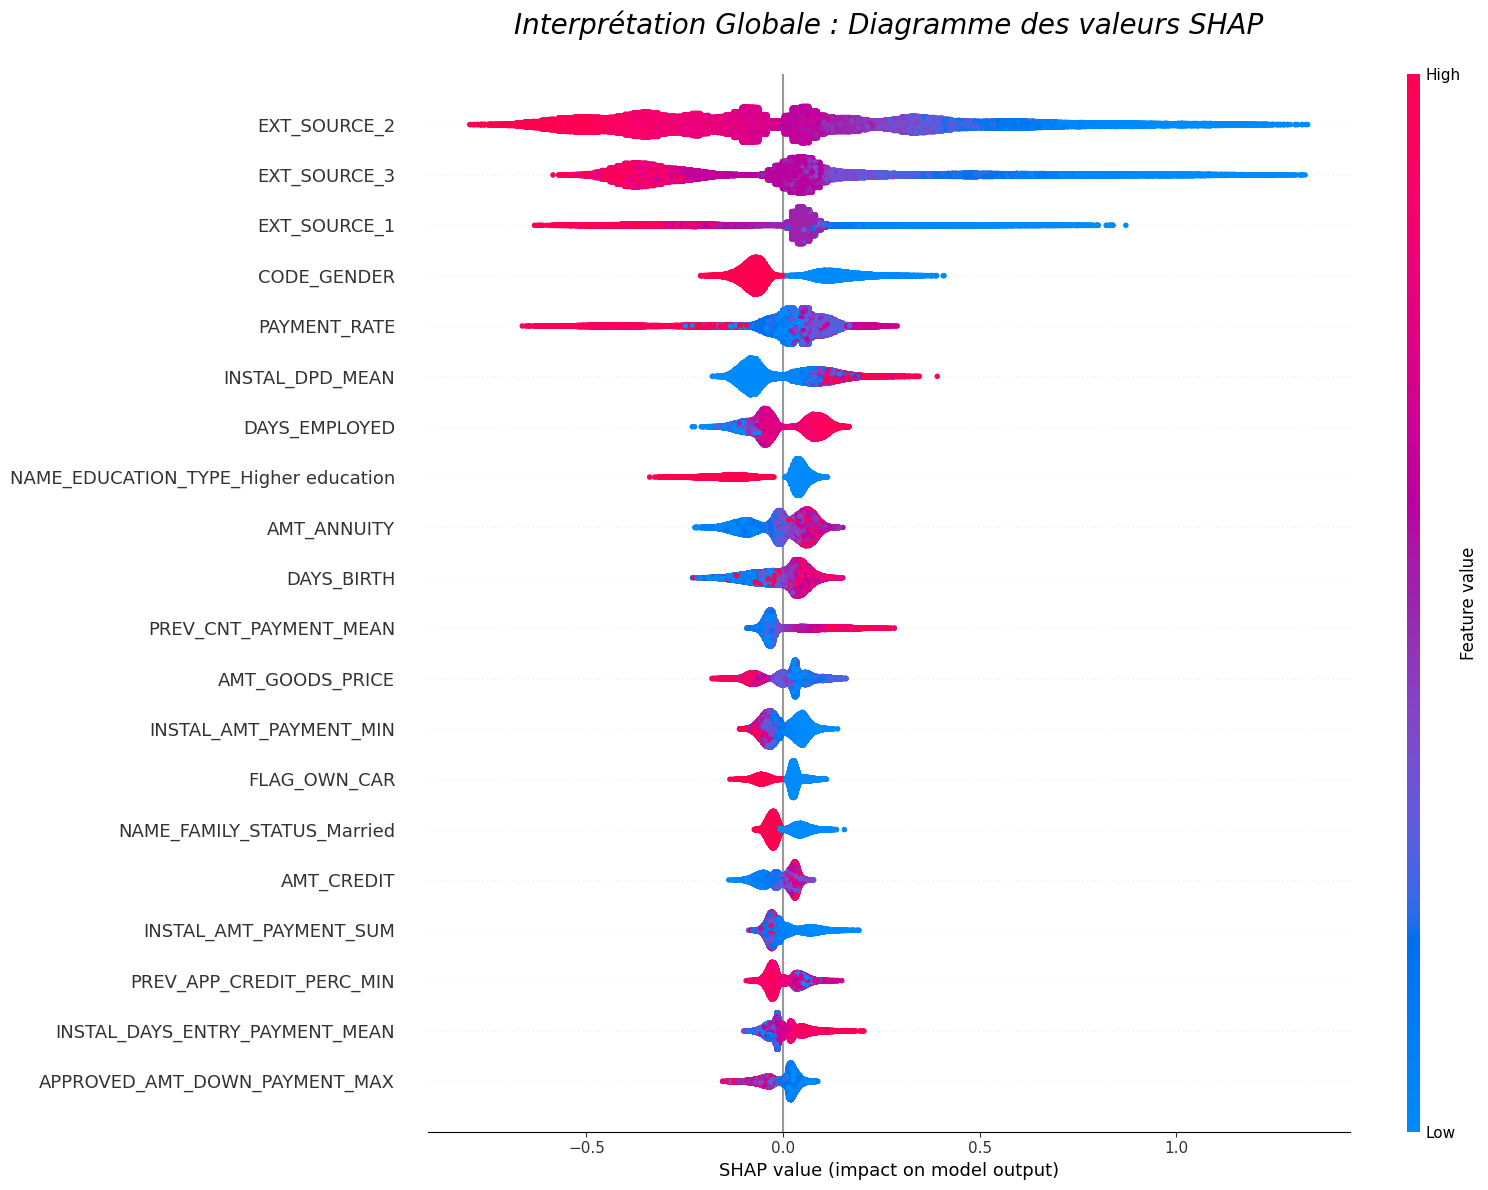 Interprétation Globale : Diagramme des valeurs SHAP
High
EXT_SOURCE_2
EXT_SOURCE_3
EXT_SOURCE_1
CODE_GENDER
PAYMENT_RATE
INSTAL_DPD_MEAN
DAYS_EMPLOYED
NAME_EDUCATION_TYPE_Higher education
AMT_ANNUITY
DAYS_BIRTH
PREV_CNT_PAYMENT_MEAN
AMT_GOODS_PRICE
INSTAL_AMT_PAYMENT_MIN
FLAG_OWN_CAR
NAME_FAMILY_STATUS_Married
AMT_CREDIT
INSTAL_AMT_PAYMENT_SUM
PREV_APP_CREDIT_PERC_MIN
INSTAL_DAYS_ENTRY_PAYMENT_MEAN
APPROVED_AMT_DOWN_PAYMENT_MAX
Feature value
Low
−0.5 0.0 0.5 1.0
SHAP value (impact on model output)